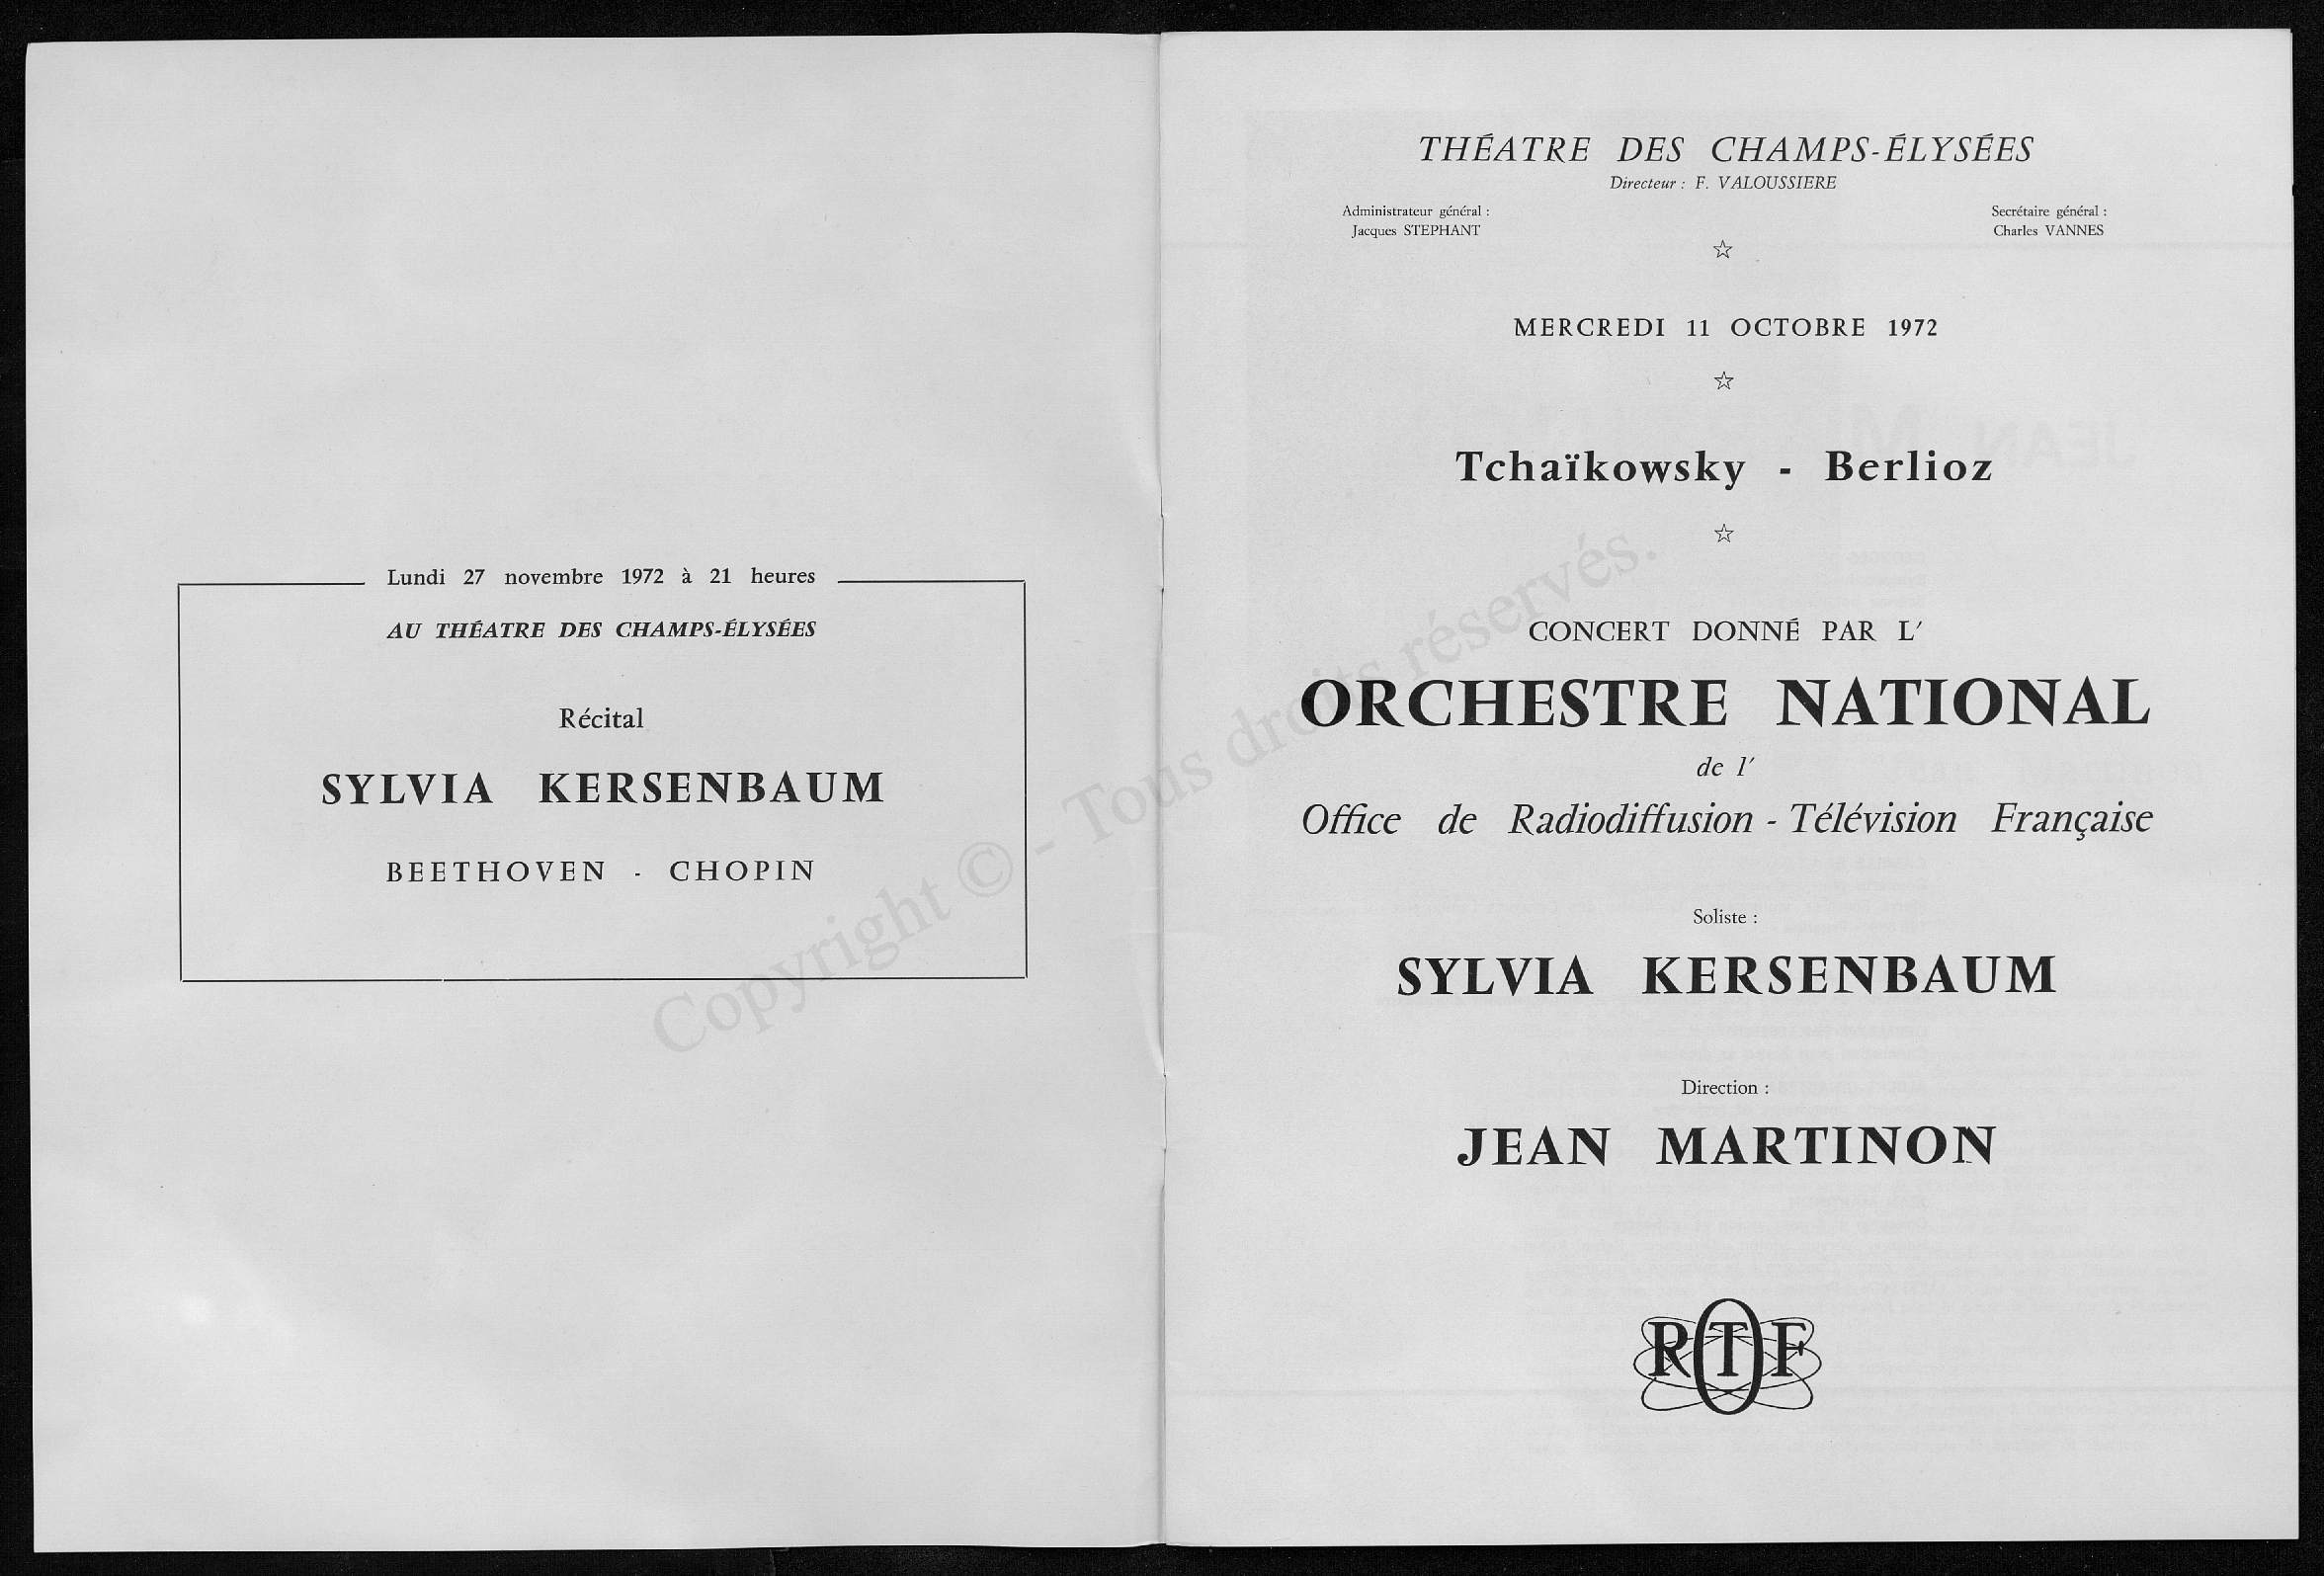 Lundi 27 novembre 1972 à 21 heures
AU THÉATRE DES CHAMPS-ÉLYSÉES
Récital
SYLVIA KERSENBAUM
BEETHOVEN - CHOPIN
THÉATRE DES CHAMPS-ÉLYSÉES
Directeur : F. VALOUSSIERE
Administrateur général :
Jacques STEPHANT
Secrétaire général :
Charles VANNES
MERCREDI 11 OCTOBRE 1972
Tchaïkowsky - Berlioz
CONCERT DONNÉ PAR L'
ORCHESTRE NATIONAL
de l'
Office de Radiodiffusion - Télévision Française
Soliste :
SYLVIA KERSENBAUM
Direction :
JEAN MARTINON
ORTF
Copyright © - Tous droits réservés.